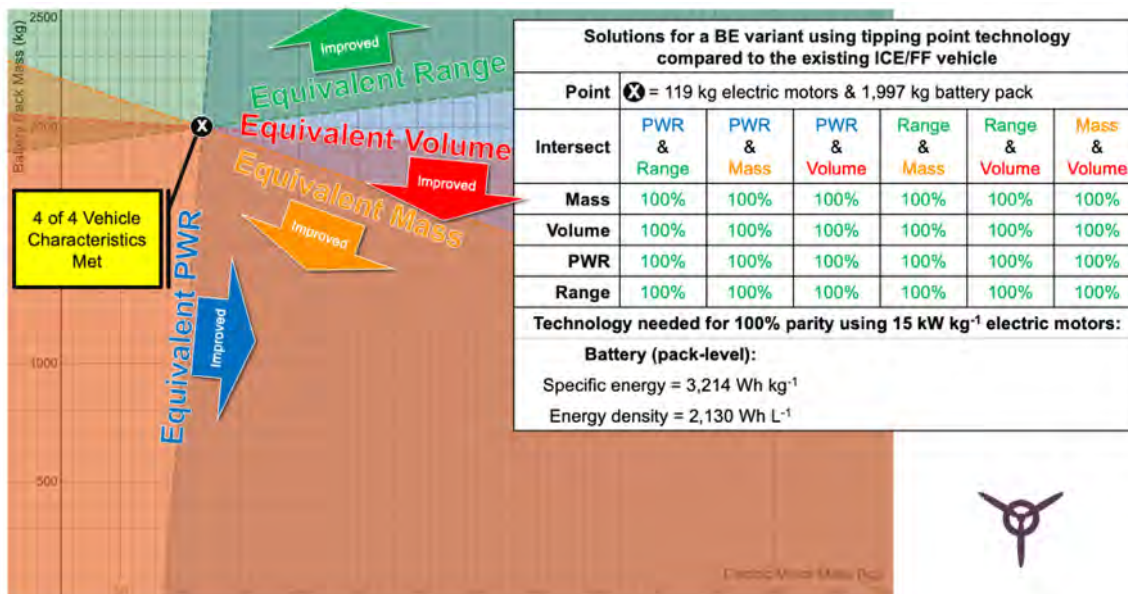 2500
Battery Pack Mass (kg)
Improved
Equivalent Range
Equivalent Volume
Improved
Equivalent Mass
Improved
X
4 of 4 Vehicle
Characteristics
Met
Equivalent PWR
Improved
1000
500
Solutions for a BE variant using tipping point technology
compared to the existing ICE/FF vehicle
Point X = 119 kg electric motors & 1,997 kg battery pack
Intersect PWR & Range PWR & Mass PWR & Volume Range & Mass Range & Volume Mass & Volume
Mass 100% 100% 100% 100% 100% 100%
Volume 100% 100% 100% 100% 100% 100%
PWR 100% 100% 100% 100% 100% 100%
Range 100% 100% 100% 100% 100% 100%
Technology needed for 100% parity using 15 kW kg⁻¹ electric motors:
Battery (pack-level):
Specific energy = 3,214 Wh kg⁻¹
Energy density = 2,130 Wh L⁻¹
Electric Motor Mass